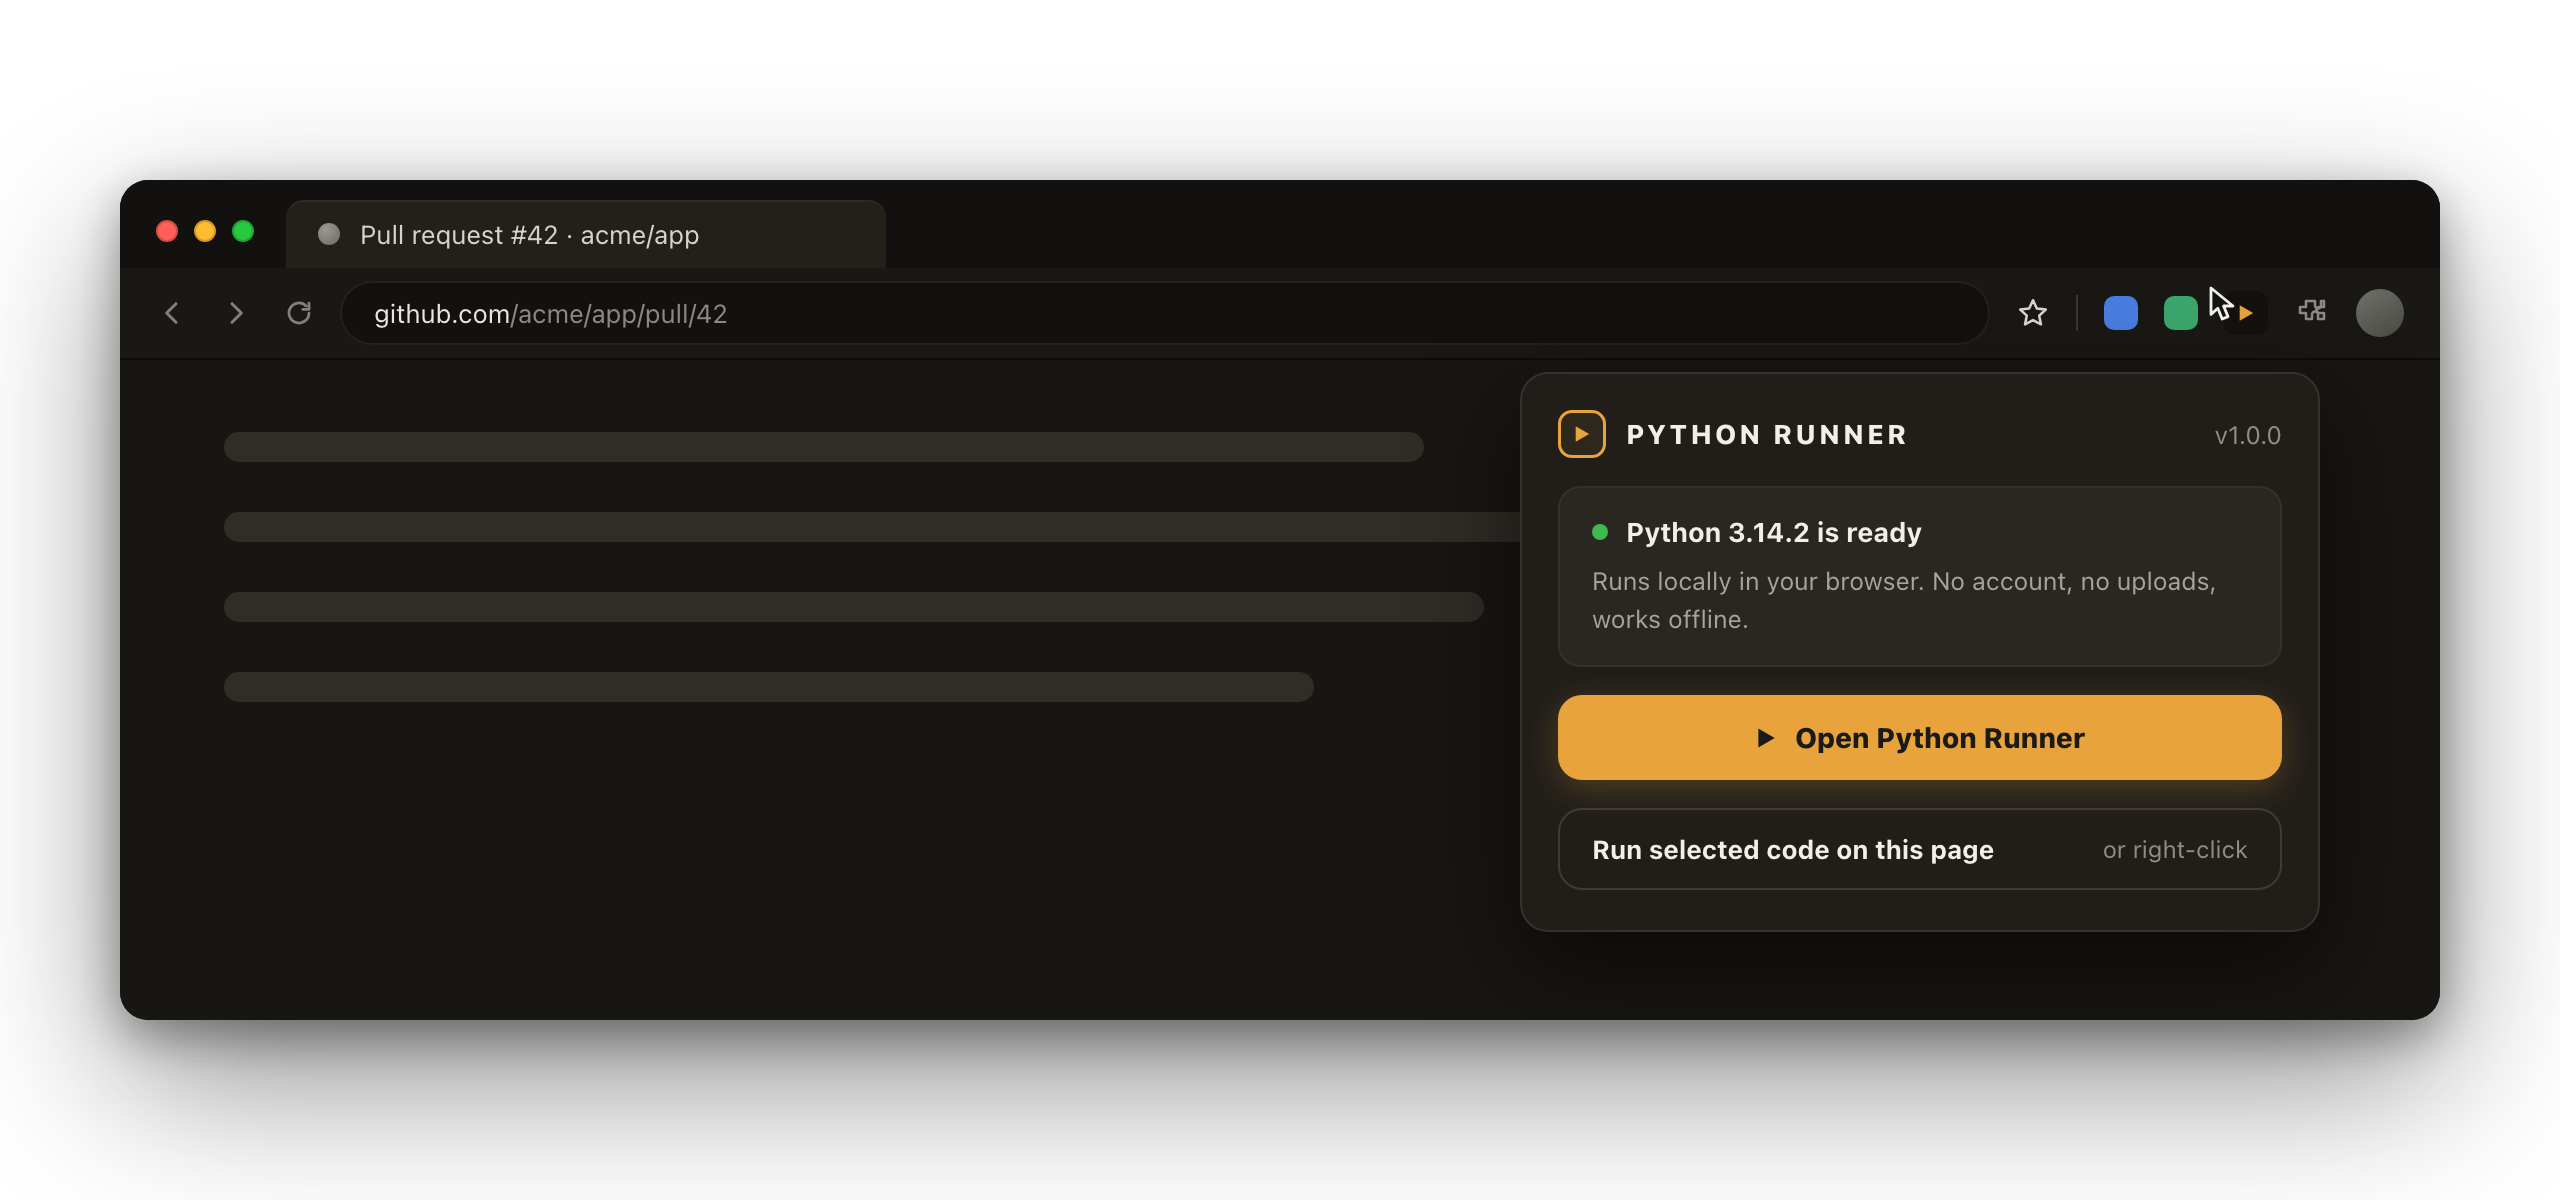 Pull request #42 · acme/app
github.com/acme/app/pull/42
PYTHON RUNNER
v1.0.0
Python 3.14.2 is ready
Runs locally in your browser. No account, no uploads,
works offline.
Open Python Runner
Run selected code on this page
or right-click